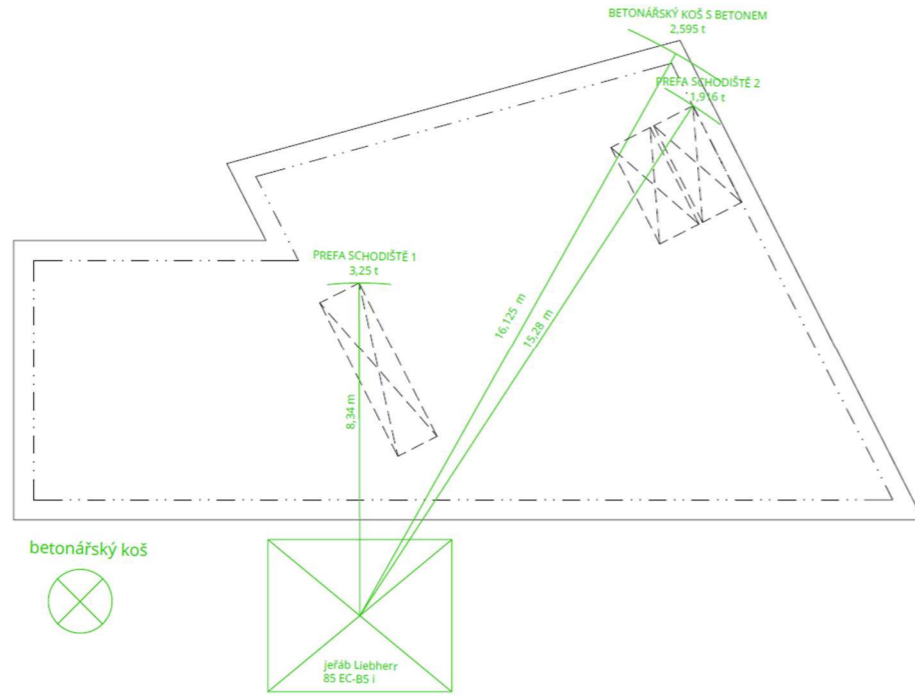 BETONÁŘSKÝ KOŠ S BETONEM
2,595 t
PREFA SCHODIŠTĚ 2
1,916 t
PREFA SCHODIŠTĚ 1
3,25 t
16,125 m
15,28 m
8,34 m
betonářský koš
jeřáb Liebherr
85 EC-B5 i